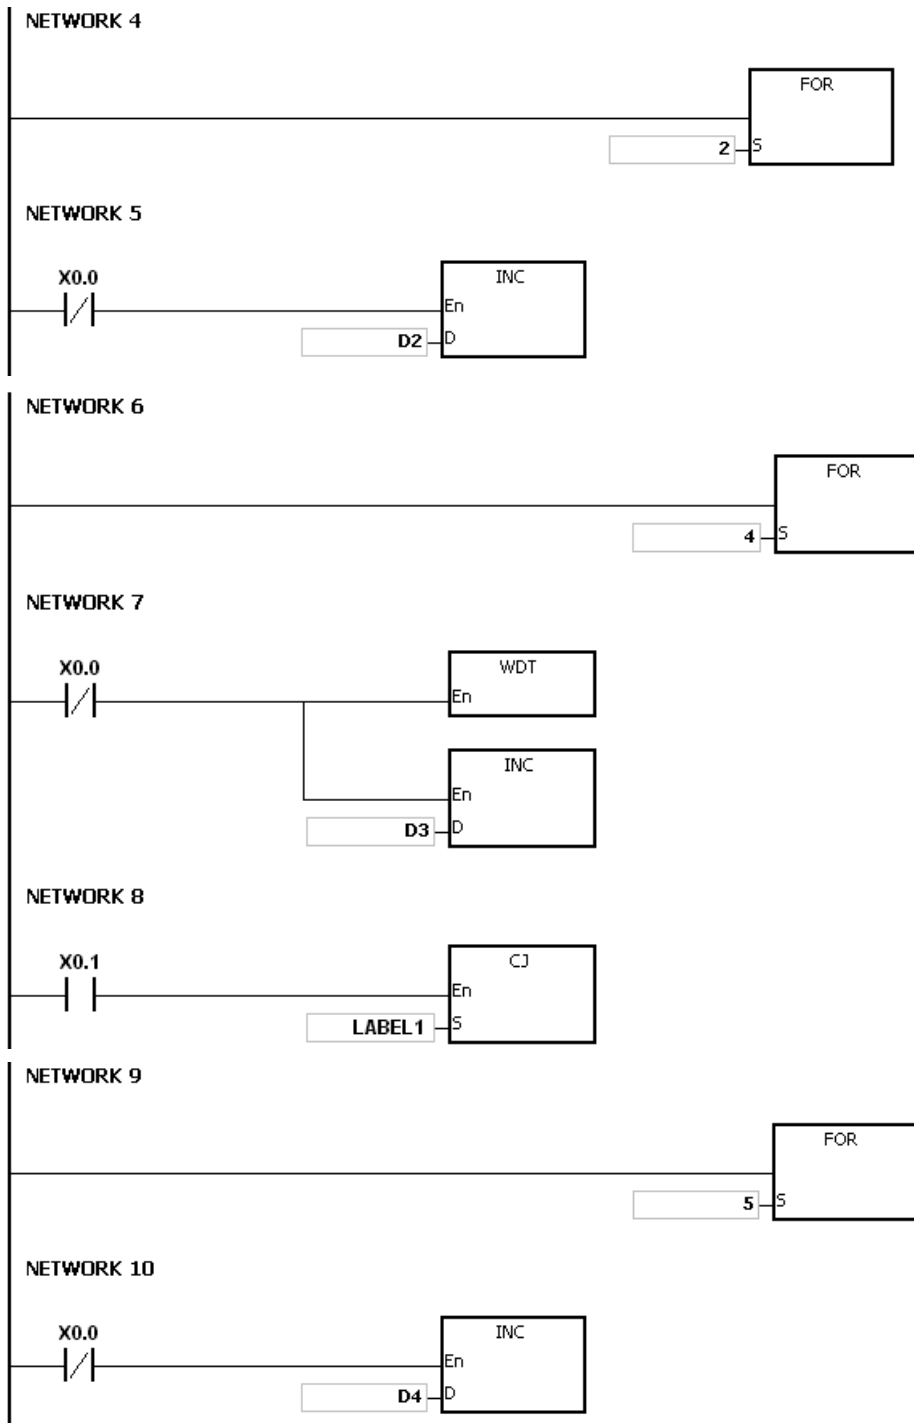 NETWORK 4
FOR
2 S
NETWORK 5
X0.0
INC
En
D2 D
NETWORK 6
FOR
4 S
NETWORK 7
X0.0
WDT
En
INC
En
D3 D
NETWORK 8
X0.1
CJ
En
LABEL1 S
NETWORK 9
FOR
5 S
NETWORK 10
X0.0
INC
En
D4 D